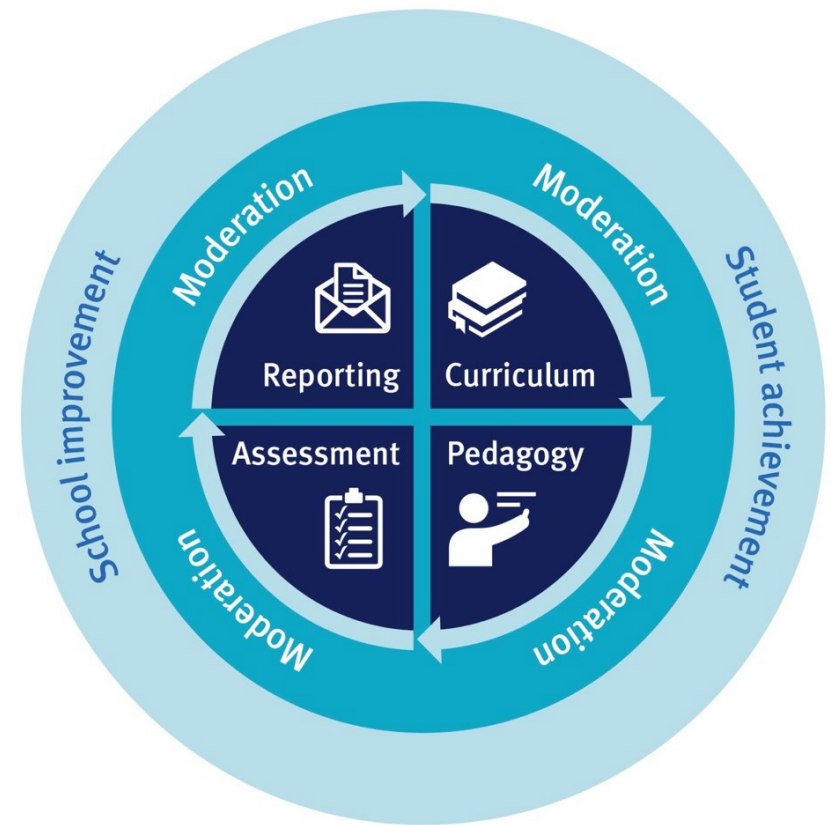 Moderation
Moderation
School improvement
Student achievement
Reporting
Curriculum
Assessment
Pedagogy
Moderation
Moderation